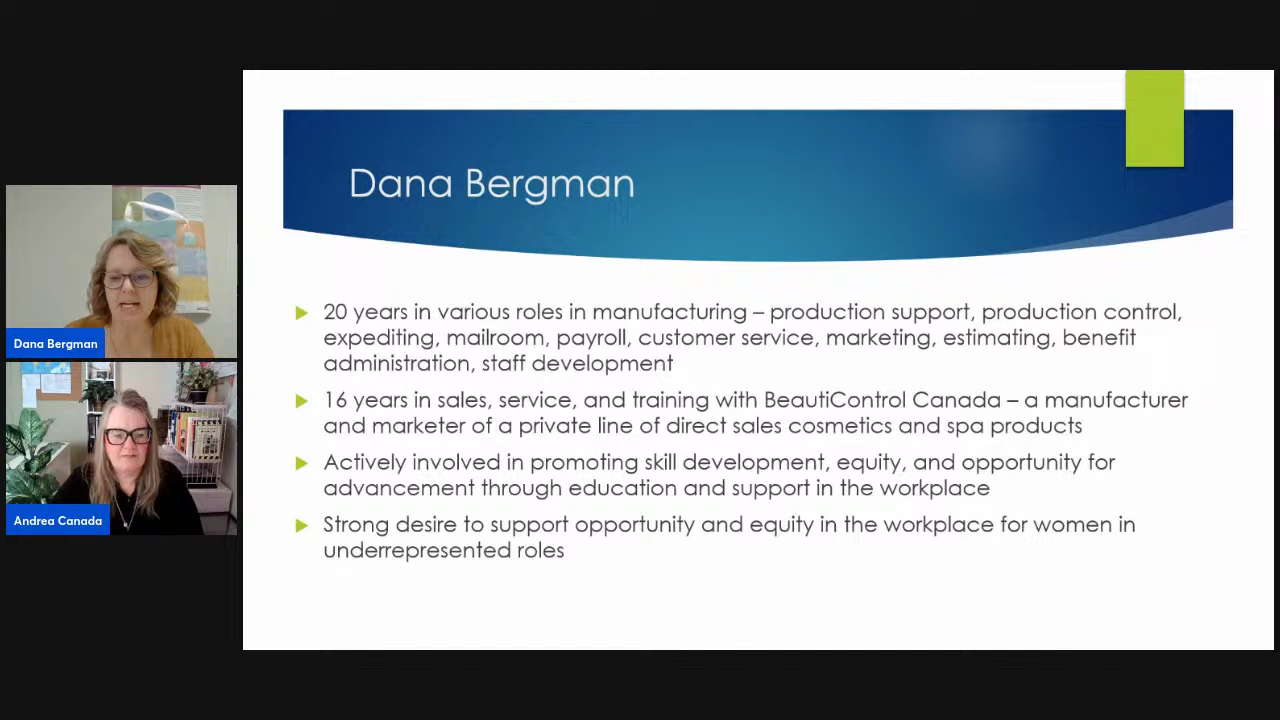 Dana Bergman
20 years in various roles in manufacturing – production support, production control,
expediting, mailroom, payroll, customer service, marketing, estimating, benefit
administration, staff development
16 years in sales, service, and training with BeautiControl Canada – a manufacturer
and marketer of a private line of direct sales cosmetics and spa products
Actively involved in promoting skill development, equity, and opportunity for
advancement through education and support in the workplace
Strong desire to support opportunity and equity in the workplace for women in
underrepresented roles
Dana Bergman
Andrea Canada